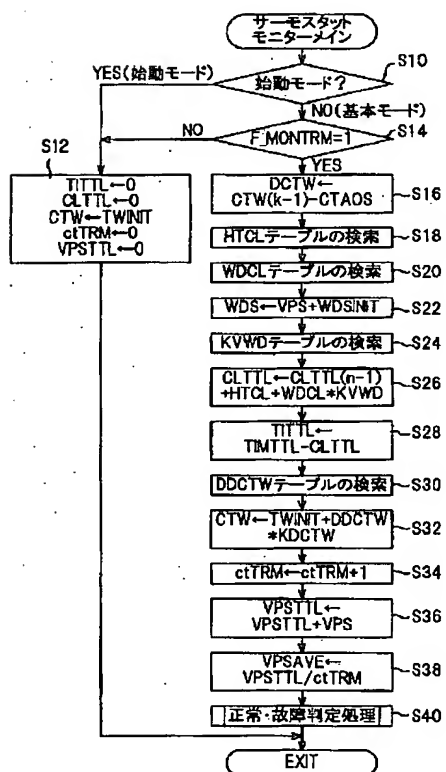 サーモスタット
モニターメイン
S10
YES(始動モード)
始動モード?
NO(基本モード)
S14
NO
F_MONTRM=1
YES
S12
TITTL←0
CLTTL←0
CTW←TWINIT
ctTRM←0
VPSTTL←0
DCTW←
CTW(k-1)-CTAOS
S16
HTCLテーブルの検索
S18
WDCLテーブルの検索
S20
WDS←VPS+WDSINIT
S22
KVWDテーブルの検索
S24
CLTTL←CLTTL(n-1)
+HTCL+WDCL*KVWD
S26
TITTL←
TIMTTL-CLTTL
S28
DDCTWテーブルの検索
S30
CTW←TWINIT+DDCTW
*KDCTW
S32
ctTRM←ctTRM+1
S34
VPSTTL←
VPSTTL+VPS
S36
VPSAVE←
VPSTTL/ctTRM
S38
正常・故障判定処理
S40
EXIT